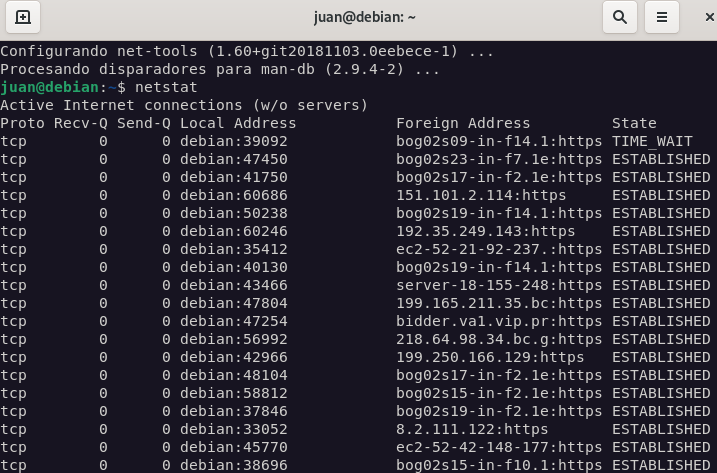 juan@debian: ~
Configurando net-tools (1.60+git20181103.0eebece-1) ...
Procesando disparadores para man-db (2.9.4-2) ...
juan@debian:~$ netstat
Active Internet connections (w/o servers)
Proto Recv-Q Send-Q Local Address           Foreign Address         State
tcp        0      0 debian:39092            bog02s09-in-f14.1:https TIME_WAIT
tcp        0      0 debian:47450            bog02s23-in-f7.1e:https ESTABLISHED
tcp        0      0 debian:41750            bog02s17-in-f2.1e:https ESTABLISHED
tcp        0      0 debian:60686            151.101.2.114:https     ESTABLISHED
tcp        0      0 debian:50238            bog02s19-in-f14.1:https ESTABLISHED
tcp        0      0 debian:60246            192.35.249.143:https    ESTABLISHED
tcp        0      0 debian:35412            ec2-52-21-92-237.:https ESTABLISHED
tcp        0      0 debian:40130            bog02s19-in-f14.1:https ESTABLISHED
tcp        0      0 debian:43466            server-18-155-248:https ESTABLISHED
tcp        0      0 debian:47804            199.165.211.35.bc:https ESTABLISHED
tcp        0      0 debian:47254            bidder.va1.vip.pr:https ESTABLISHED
tcp        0      0 debian:56992            218.64.98.34.bc.g:https ESTABLISHED
tcp        0      0 debian:42966            199.250.166.129:https   ESTABLISHED
tcp        0      0 debian:48104            bog02s17-in-f2.1e:https ESTABLISHED
tcp        0      0 debian:58812            bog02s15-in-f2.1e:https ESTABLISHED
tcp        0      0 debian:37846            bog02s19-in-f2.1e:https ESTABLISHED
tcp        0      0 debian:33052            8.2.111.122:https       ESTABLISHED
tcp        0      0 debian:45770            ec2-52-42-148-177:https ESTABLISHED
tcp        0      0 debian:38696            bog02s15-in-f10.1:https ESTABLISHED